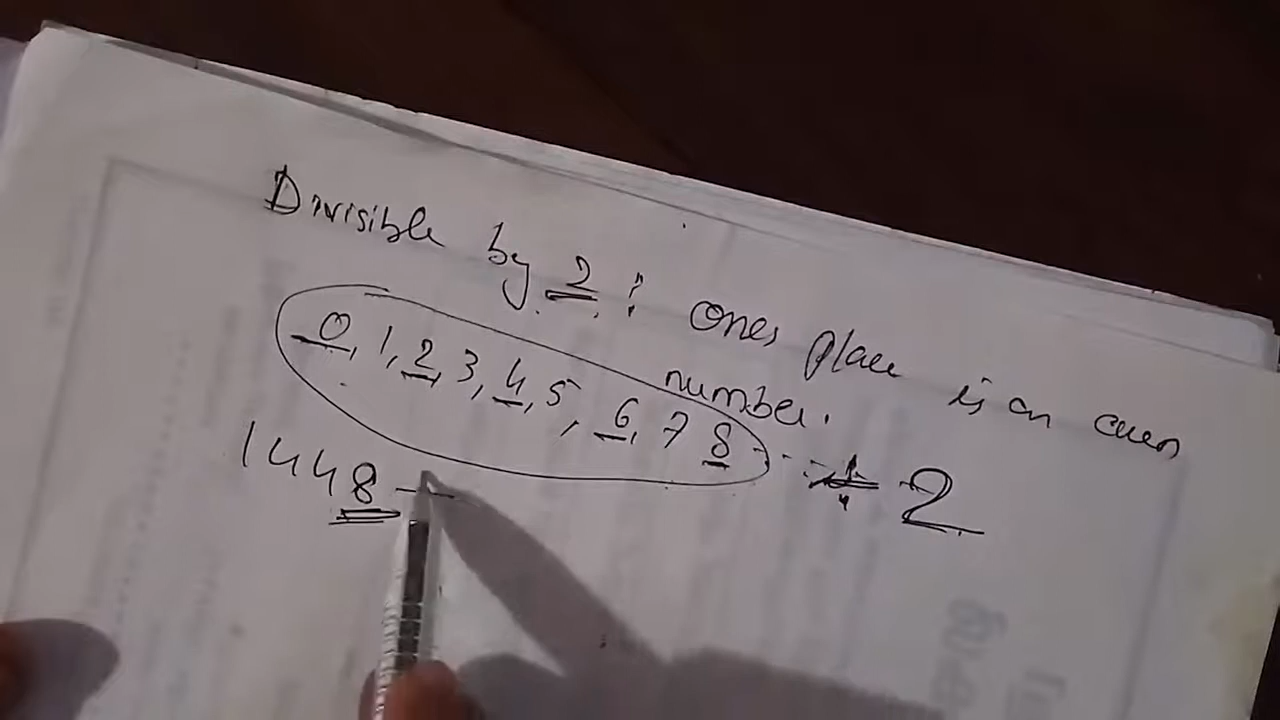 Divisible by 2 : ones place is an even
number.
0, 1, 2, 3, 4, 5, 6, 7 8 2
1448